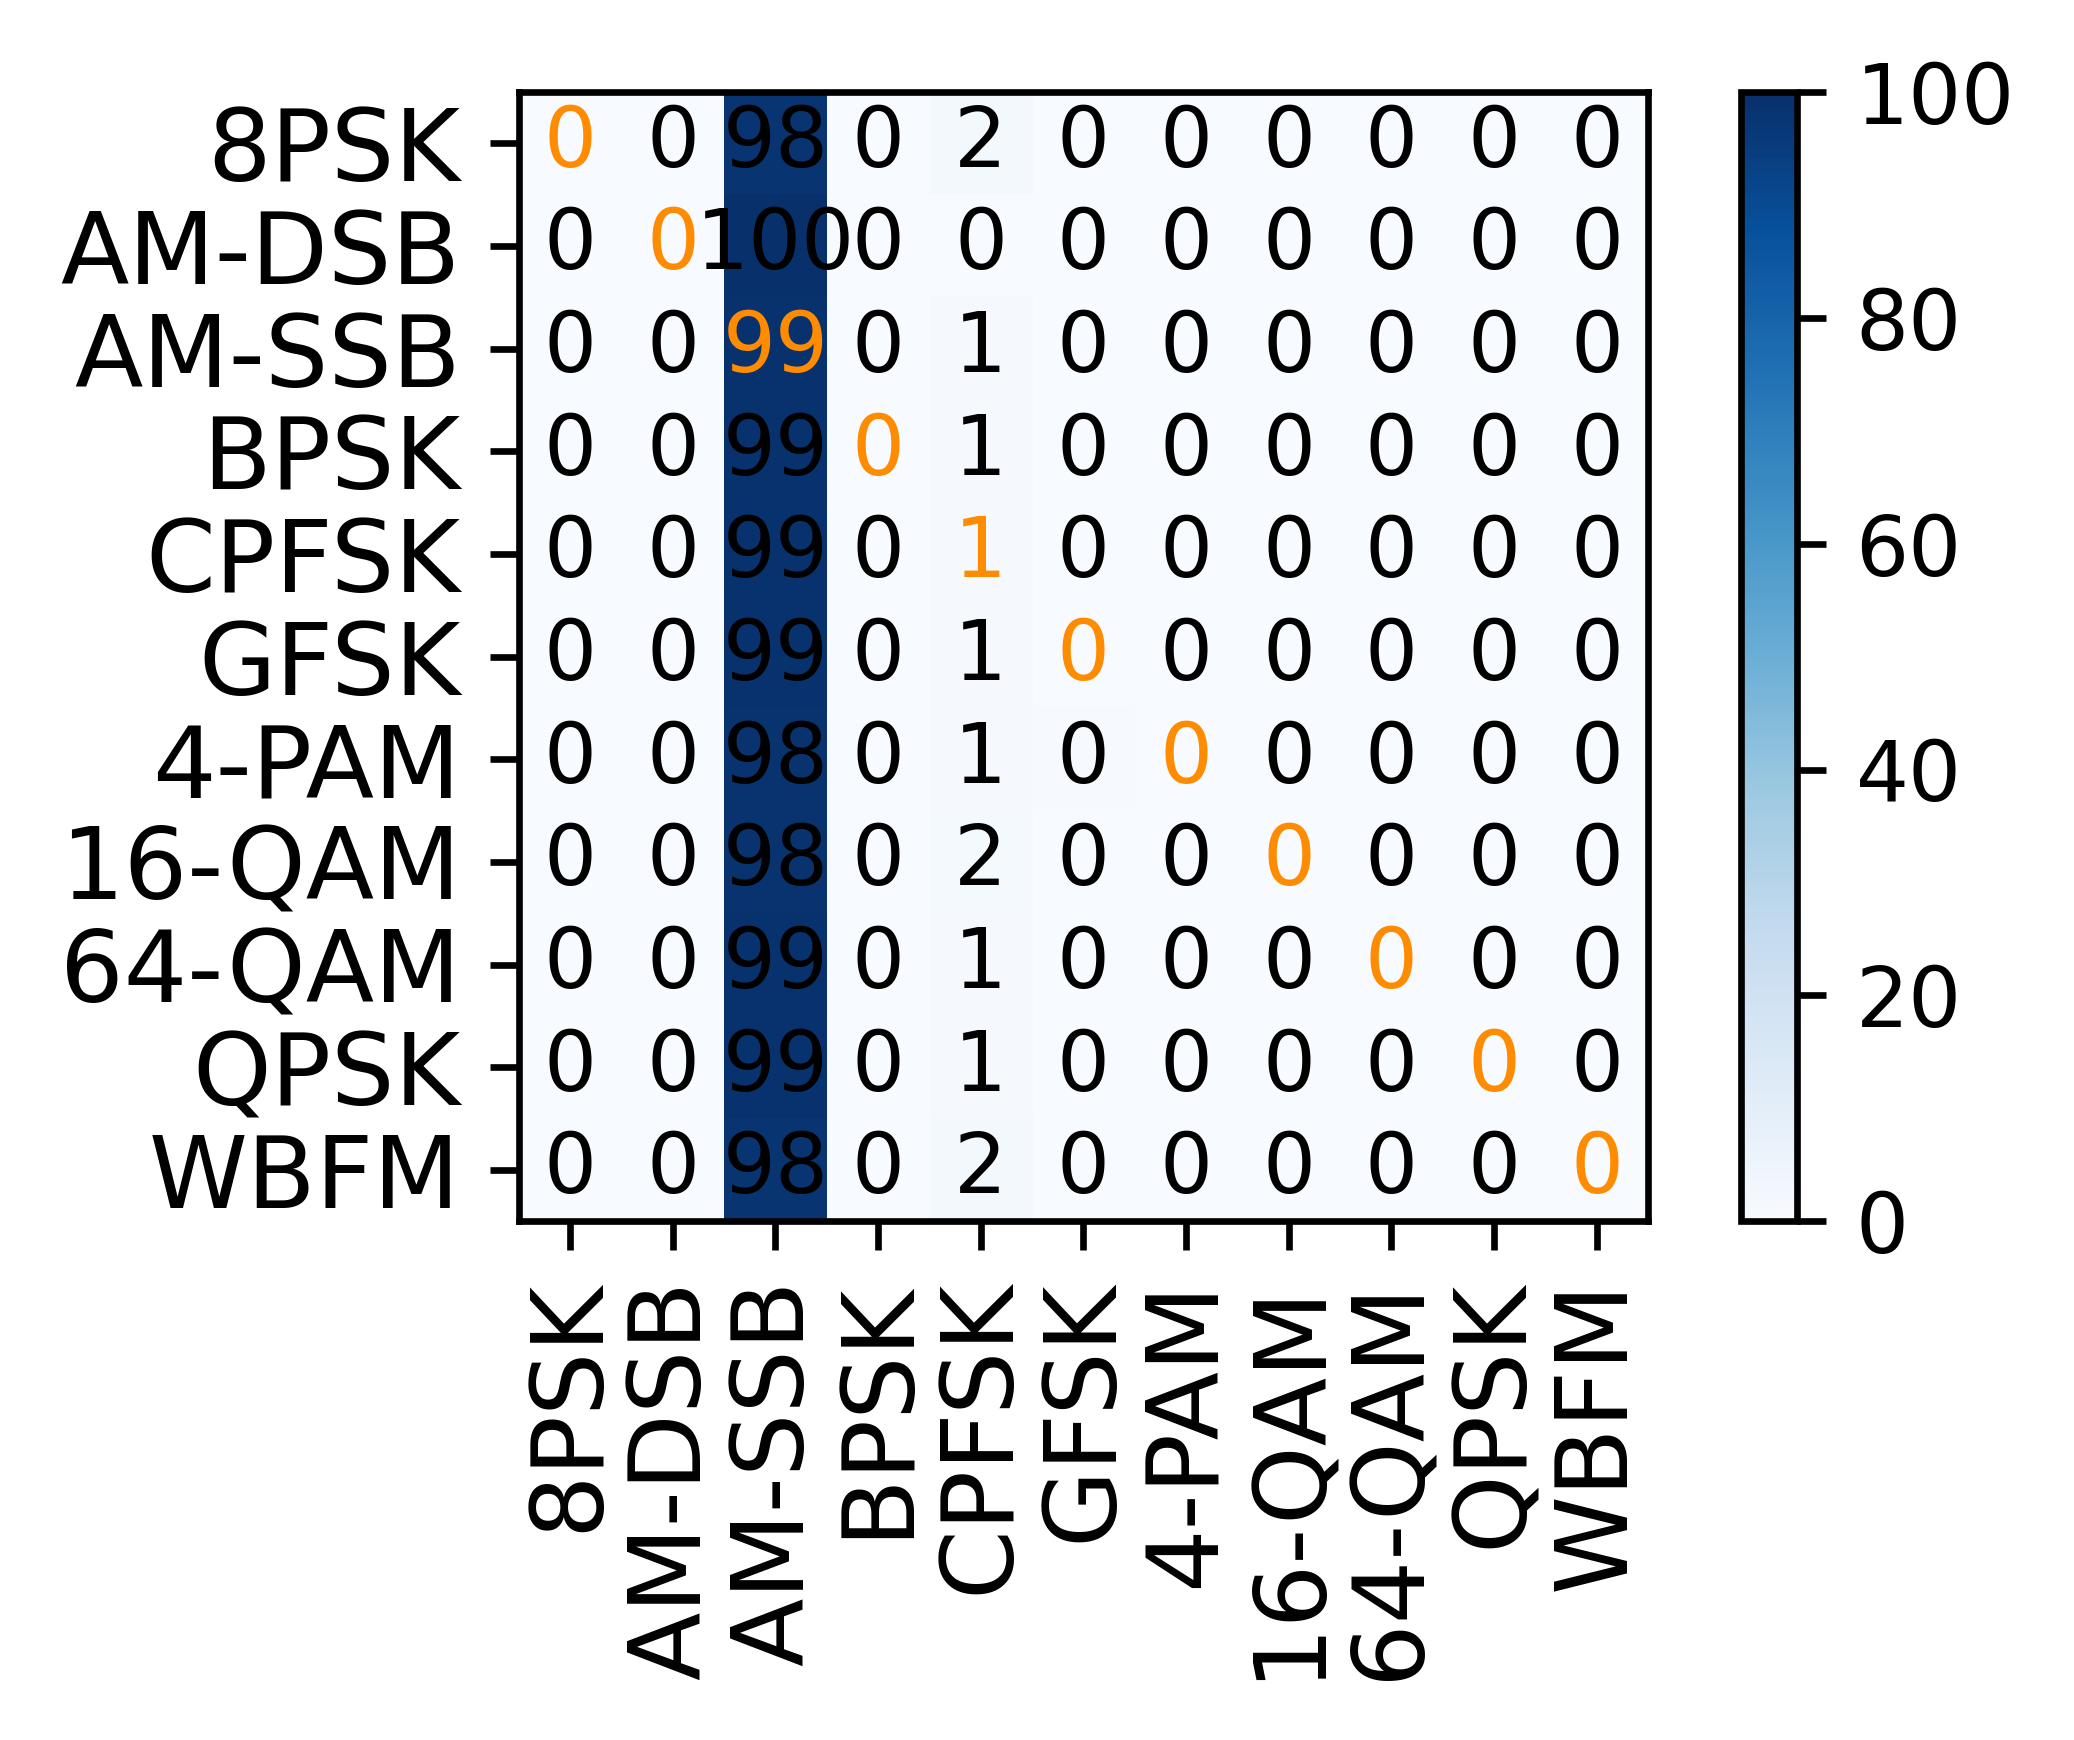 8PSK 0 0 98 0 2 0 0 0 0 0 0
AM-DSB 0 0 100 0 0 0 0 0 0 0 0
AM-SSB 0 0 99 0 1 0 0 0 0 0 0
BPSK 0 0 99 0 1 0 0 0 0 0 0
CPFSK 0 0 99 0 1 0 0 0 0 0 0
GFSK 0 0 99 0 1 0 0 0 0 0 0
4-PAM 0 0 98 0 1 0 0 0 0 0 0
16-QAM 0 0 98 0 2 0 0 0 0 0 0
64-QAM 0 0 99 0 1 0 0 0 0 0 0
QPSK 0 0 99 0 1 0 0 0 0 0 0
WBFM 0 0 98 0 2 0 0 0 0 0 0
8PSK
AM-DSB
AM-SSB
BPSK
CPFSK
GFSK
4-PAM
16-QAM
64-QAM
QPSK
WBFM
100
80
60
40
20
0